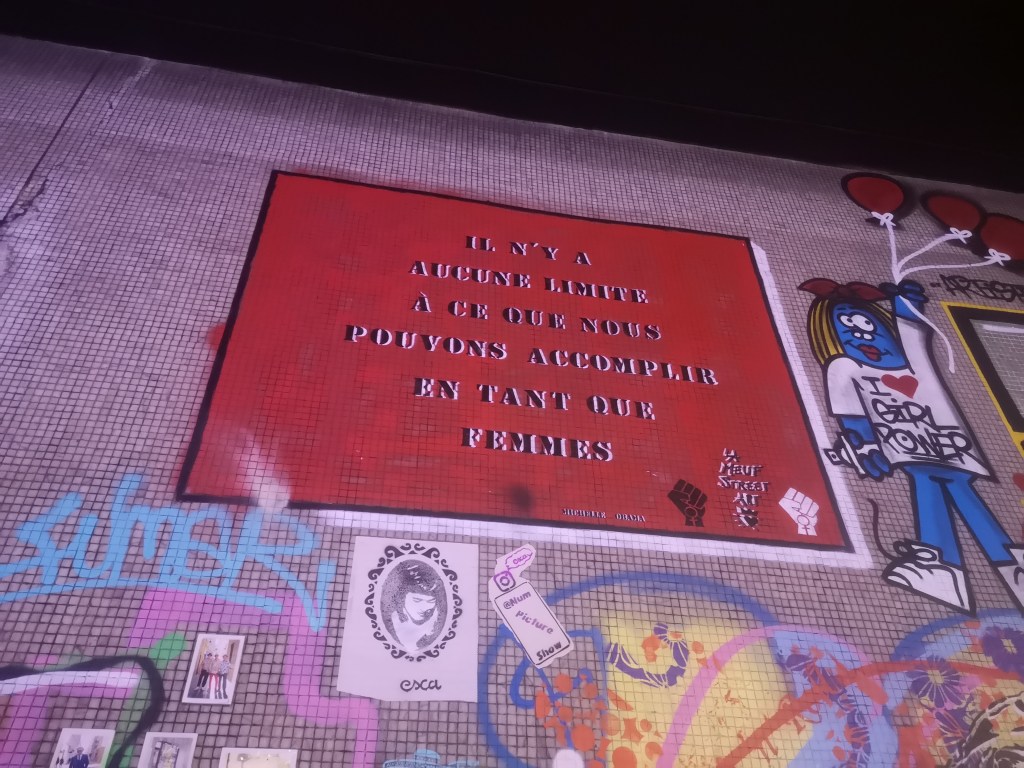 IL N'Y A
AUCUNE LIMITE
À CE QUE NOUS
POUVONS ACCOMPLIR
EN TANT QUE
FEMMES
MICHELLE OBAMA
LA
MEUF
STREET
ART
I ❤
GIRL
POWER
esca
OKAY
@Num
Picture
Show